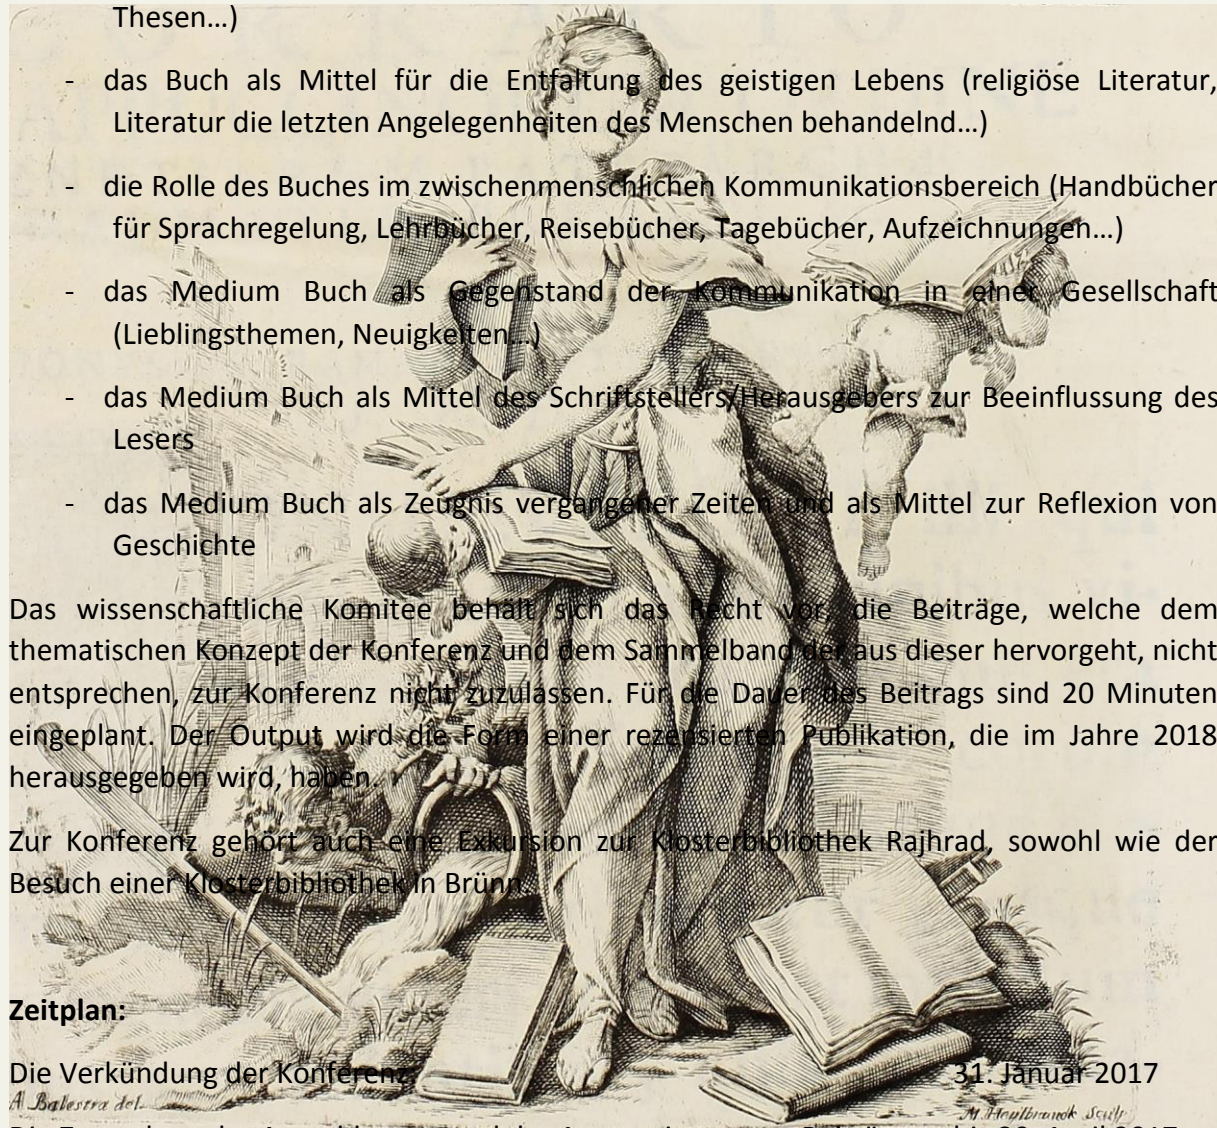 Thesen…)
- das Buch als Mittel für die Entfaltung des geistigen Lebens (religiöse Literatur,
Literatur die letzten Angelegenheiten des Menschen behandelnd…)
- die Rolle des Buches im zwischenmenschlichen Kommunikationsbereich (Handbücher
für Sprachregelung, Lehrbücher, Reisebücher, Tagebücher, Aufzeichnungen…)
- das Medium Buch als Gegenstand der Kommunikation in einer Gesellschaft
(Lieblingsthemen, Neuigkeiten…)
- das Medium Buch als Mittel des Schriftstellers/Herausgebers zur Beeinflussung des
Lesers
- das Medium Buch als Zeugnis vergangener Zeiten und als Mittel zur Reflexion von
Geschichte
Das wissenschaftliche Komitee behält sich das Recht vor, die Beiträge, welche dem
thematischen Konzept der Konferenz und dem Sammelband der aus dieser hervorgeht, nicht
entsprechen, zur Konferenz nicht zuzulassen. Für die Dauer des Beitrags sind 20 Minuten
eingeplant. Der Output wird die Form einer rezensierten Publikation, die im Jahre 2018
herausgegeben wird, haben.
Zur Konferenz gehört auch eine Exkursion zur Klosterbibliothek Rajhrad, sowohl wie der
Besuch einer Klosterbibliothek in Brünn.
Zeitplan:
Die Verkündung der Konferenz: 31. Januar 2017
A Balestra del. M. Heylbrouck Sculp.